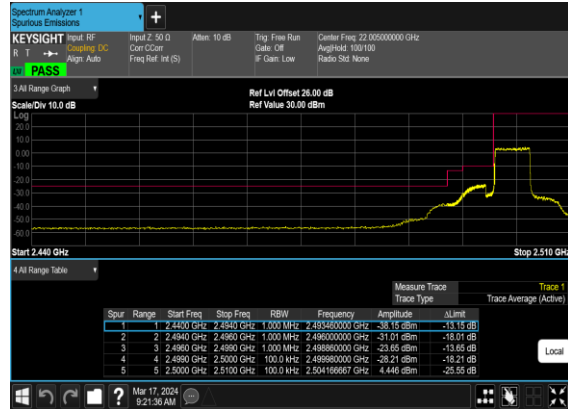 Spectrum Analyzer 1
Spurious Emissions
+
KEYSIGHT Input: RF Input Z: 50 Ω Atten: 10 dB Trig: Free Run Center Freq: 22.005000000 GHz
R T Coupling: DC Corr CCorr Gate: Off Avg|Hold: 100/100
Align: Auto Freq Ref: Int (S) IF Gain: Low Radio Std: None
PASS
3 All Range Graph Ref Lvl Offset 26.00 dB
Scale/Div 10.0 dB Ref Value 30.00 dBm
Log
20.0
10.0
0.00
-10.0
-20.0
-30.0
-40.0
-50.0
-60.0
Start 2.440 GHz Stop 2.510 GHz
4 All Range Table
Measure Trace Trace 1
Trace Type Trace Average (Active)
Spur Range Start Freq Stop Freq RBW Frequency Amplitude ΔLimit
1 1 2.4400 GHz 2.4940 GHz 1.000 MHz 2.493460000 GHz -38.15 dBm -13.15 dB
2 2 2.4940 GHz 2.4960 GHz 1.000 MHz 2.496000000 GHz -31.01 dBm -18.01 dB
3 3 2.4960 GHz 2.4990 GHz 1.000 MHz 2.498860000 GHz -23.65 dBm -13.65 dB
4 4 2.4990 GHz 2.5000 GHz 100.0 kHz 2.499980000 GHz -28.21 dBm -18.21 dB
5 5 2.5000 GHz 2.5100 GHz 100.0 kHz 2.504166667 GHz 4.446 dBm -25.55 dB
Local
? Mar 17, 2024
9:21:36 AM